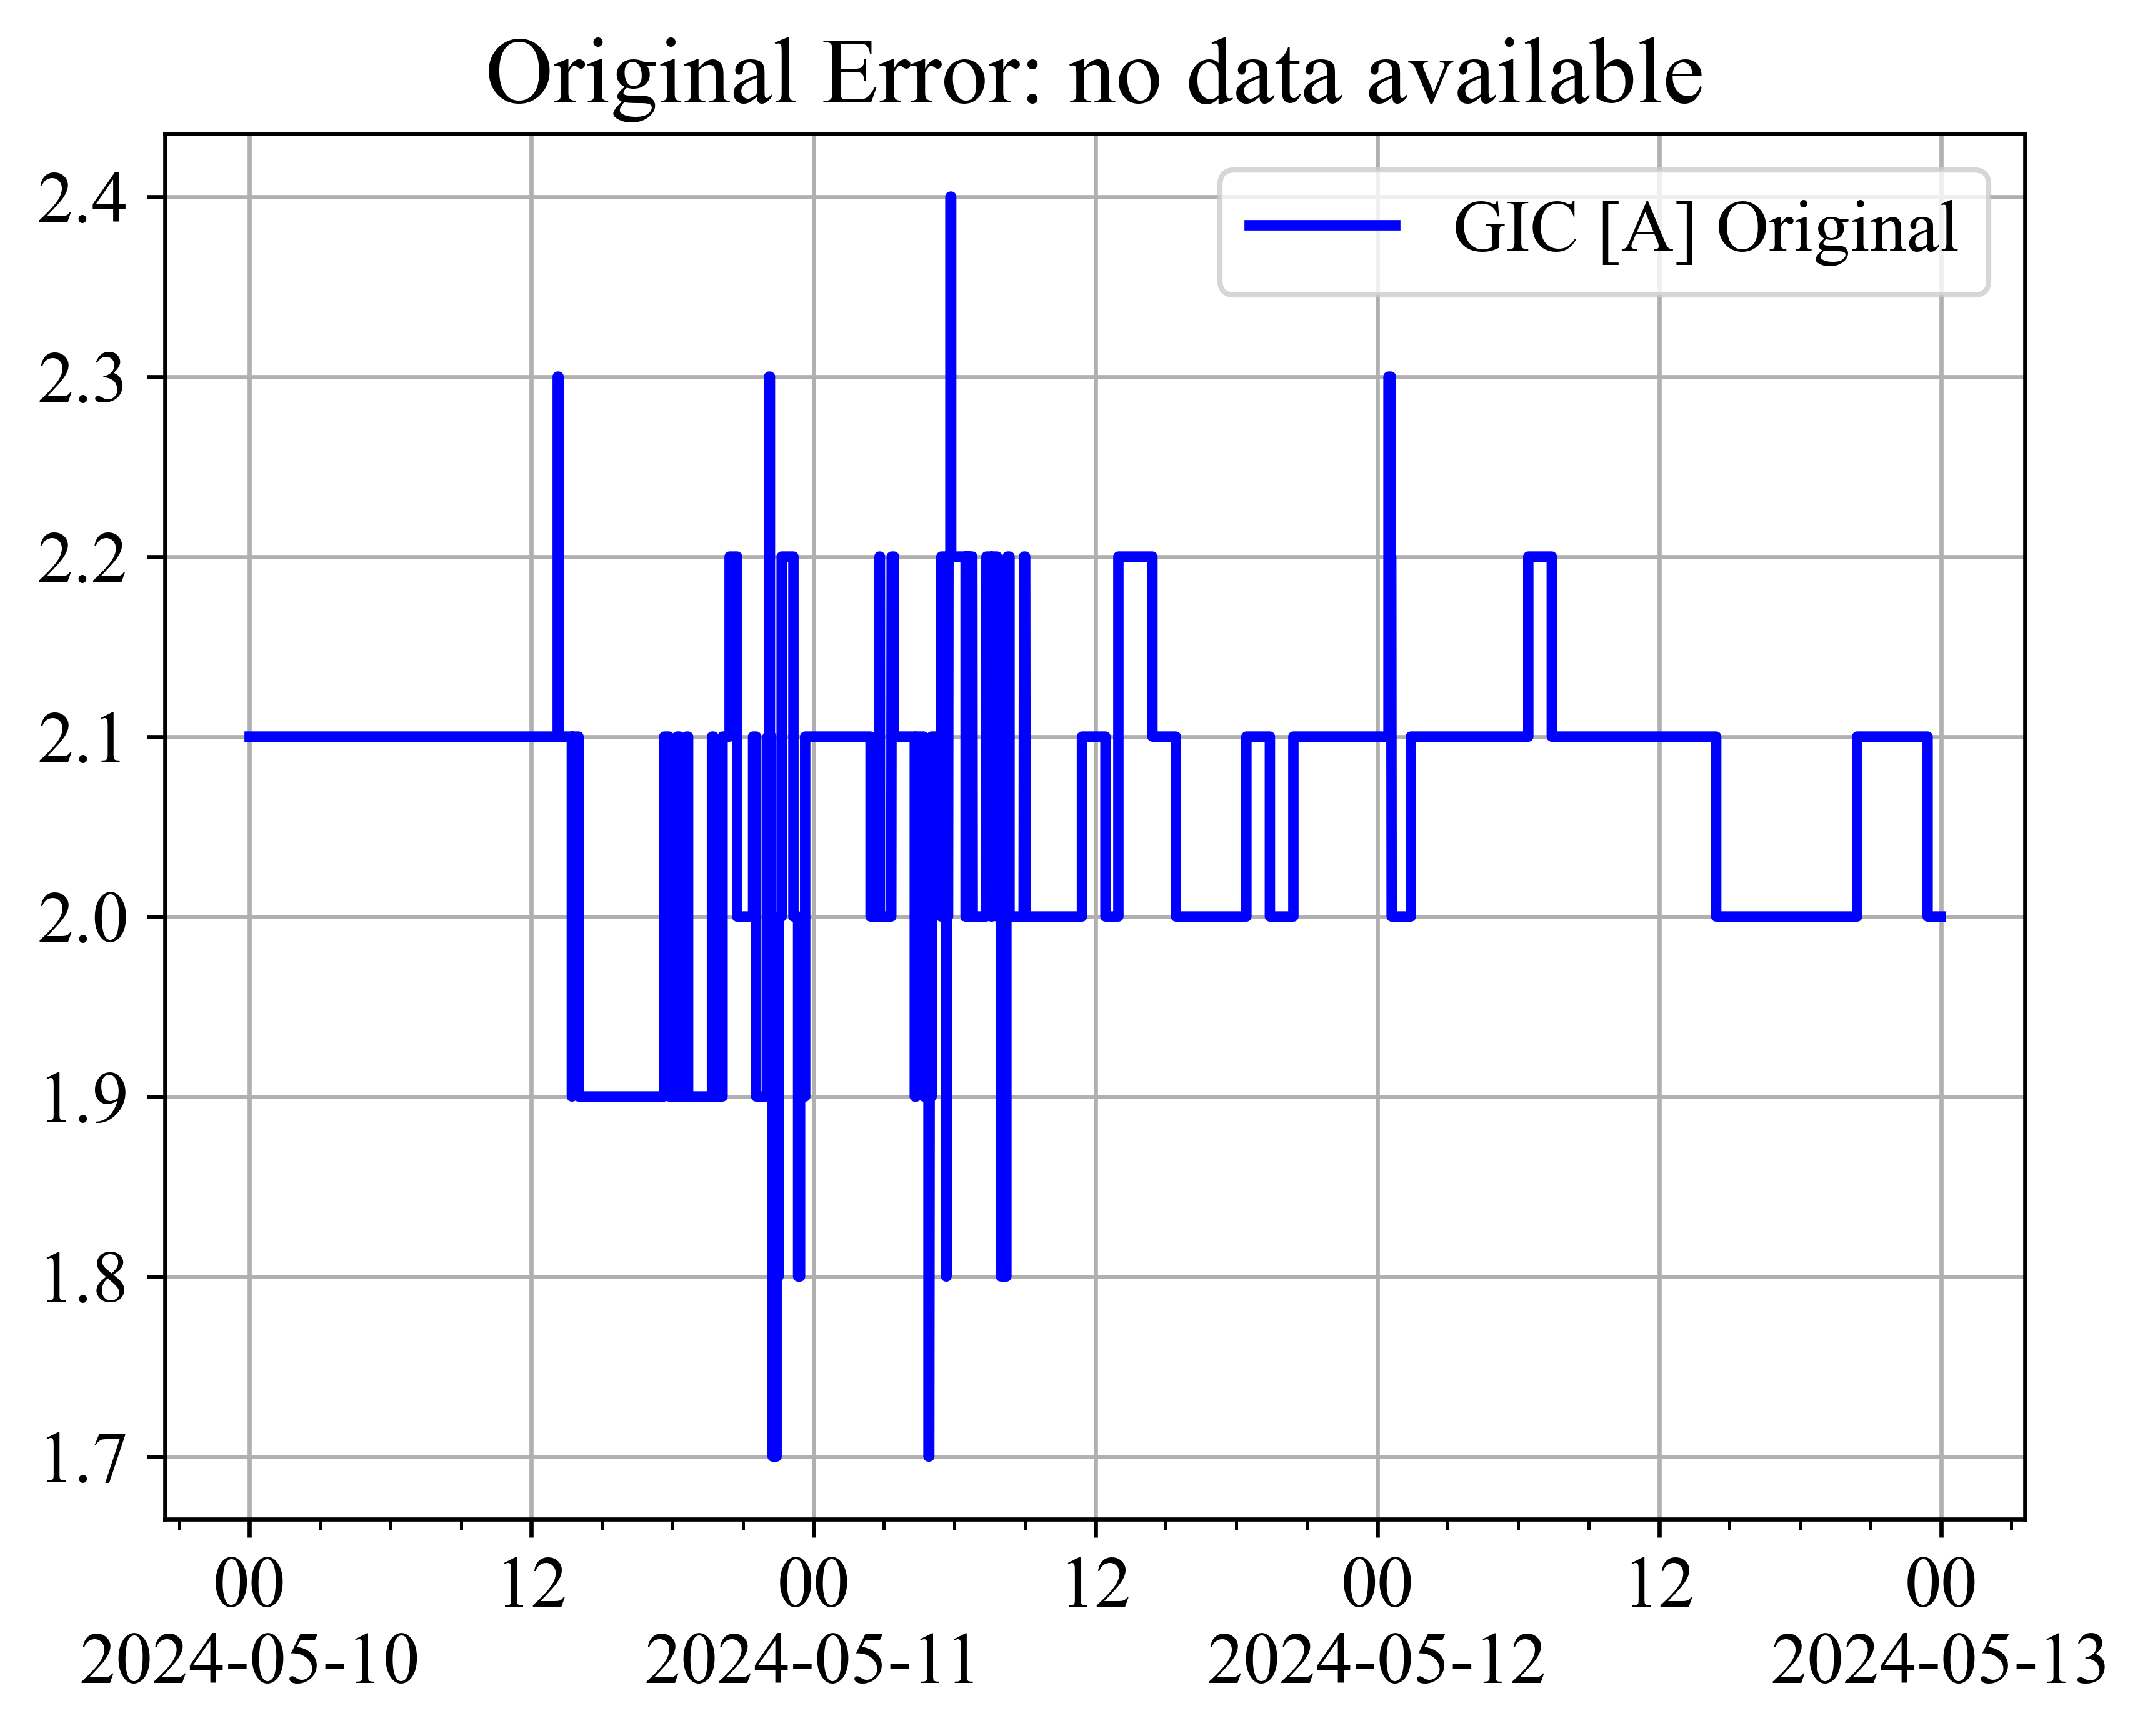 Original Error: no data available
GIC [A] Original
2.4
2.3
2.2
2.1
2.0
1.9
1.8
1.7
00 12 00 12 00 12 00
2024-05-10 2024-05-11 2024-05-12 2024-05-13